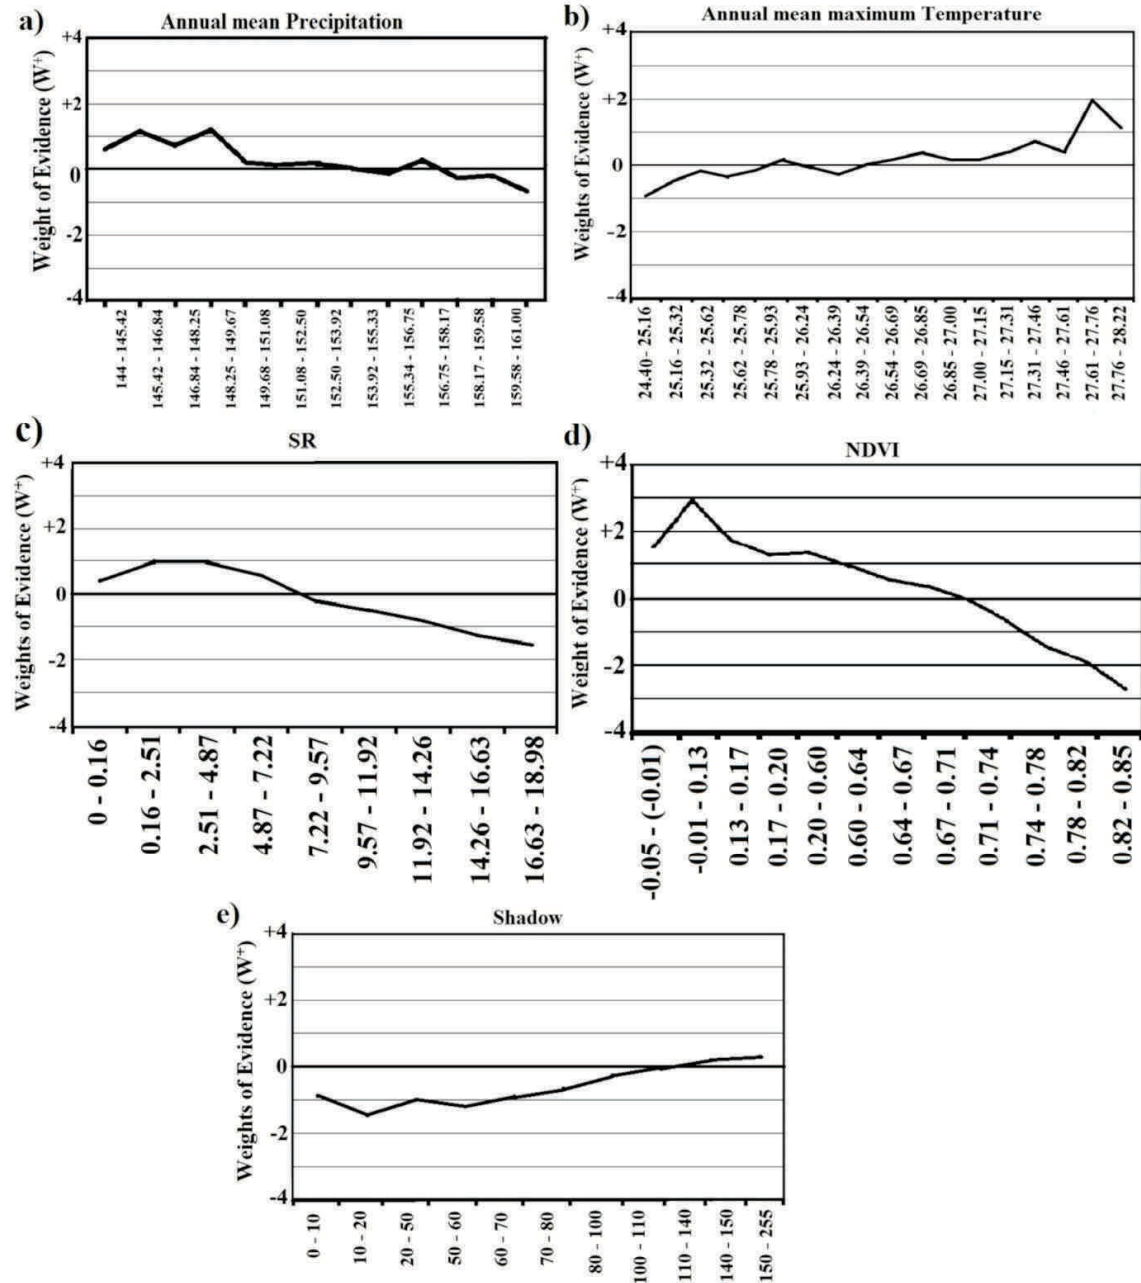 a)
Annual mean Precipitation
Weight of Evidence (W+)
+4
+2
0
-2
-4
144 - 145.42
145.42 - 146.84
146.84 - 148.25
148.25 - 149.67
149.68 - 151.08
151.08 - 152.50
152.50 - 153.92
153.92 - 155.33
155.34 - 156.75
156.75 - 158.17
158.17 - 159.58
159.58 - 161.00
b)
Annual mean maximum Temperature
Weights of Evidence (W+)
+4
+2
0
-2
-4
24.40 - 25.16
25.16 - 25.32
25.32 - 25.62
25.62 - 25.78
25.78 - 25.93
25.93 - 26.24
26.24 - 26.39
26.39 - 26.54
26.54 - 26.69
26.69 - 26.85
26.85 - 27.00
27.00 - 27.15
27.15 - 27.31
27.31 - 27.46
27.46 - 27.61
27.61 - 27.76
27.76 - 28.22
c)
SR
Weights of Evidence (W+)
+4
+2
0
-2
-4
0 - 0.16
0.16 - 2.51
2.51 - 4.87
4.87 - 7.22
7.22 - 9.57
9.57 - 11.92
11.92 - 14.26
14.26 - 16.63
16.63 - 18.98
d)
NDVI
Weight of Evidence (W+)
+4
+2
0
-2
-4
-0.05 - (-0.01)
-0.01 - 0.13
0.13 - 0.17
0.17 - 0.20
0.20 - 0.60
0.60 - 0.64
0.64 - 0.67
0.67 - 0.71
0.71 - 0.74
0.74 - 0.78
0.78 - 0.82
0.82 - 0.85
e)
Shadow
Weights of Evidence (W+)
+4
+2
0
-2
-4
0 - 10
10 - 20
20 - 50
50 - 60
60 - 70
70 - 80
80 - 100
100 - 110
110 - 140
140 - 150
150 - 255